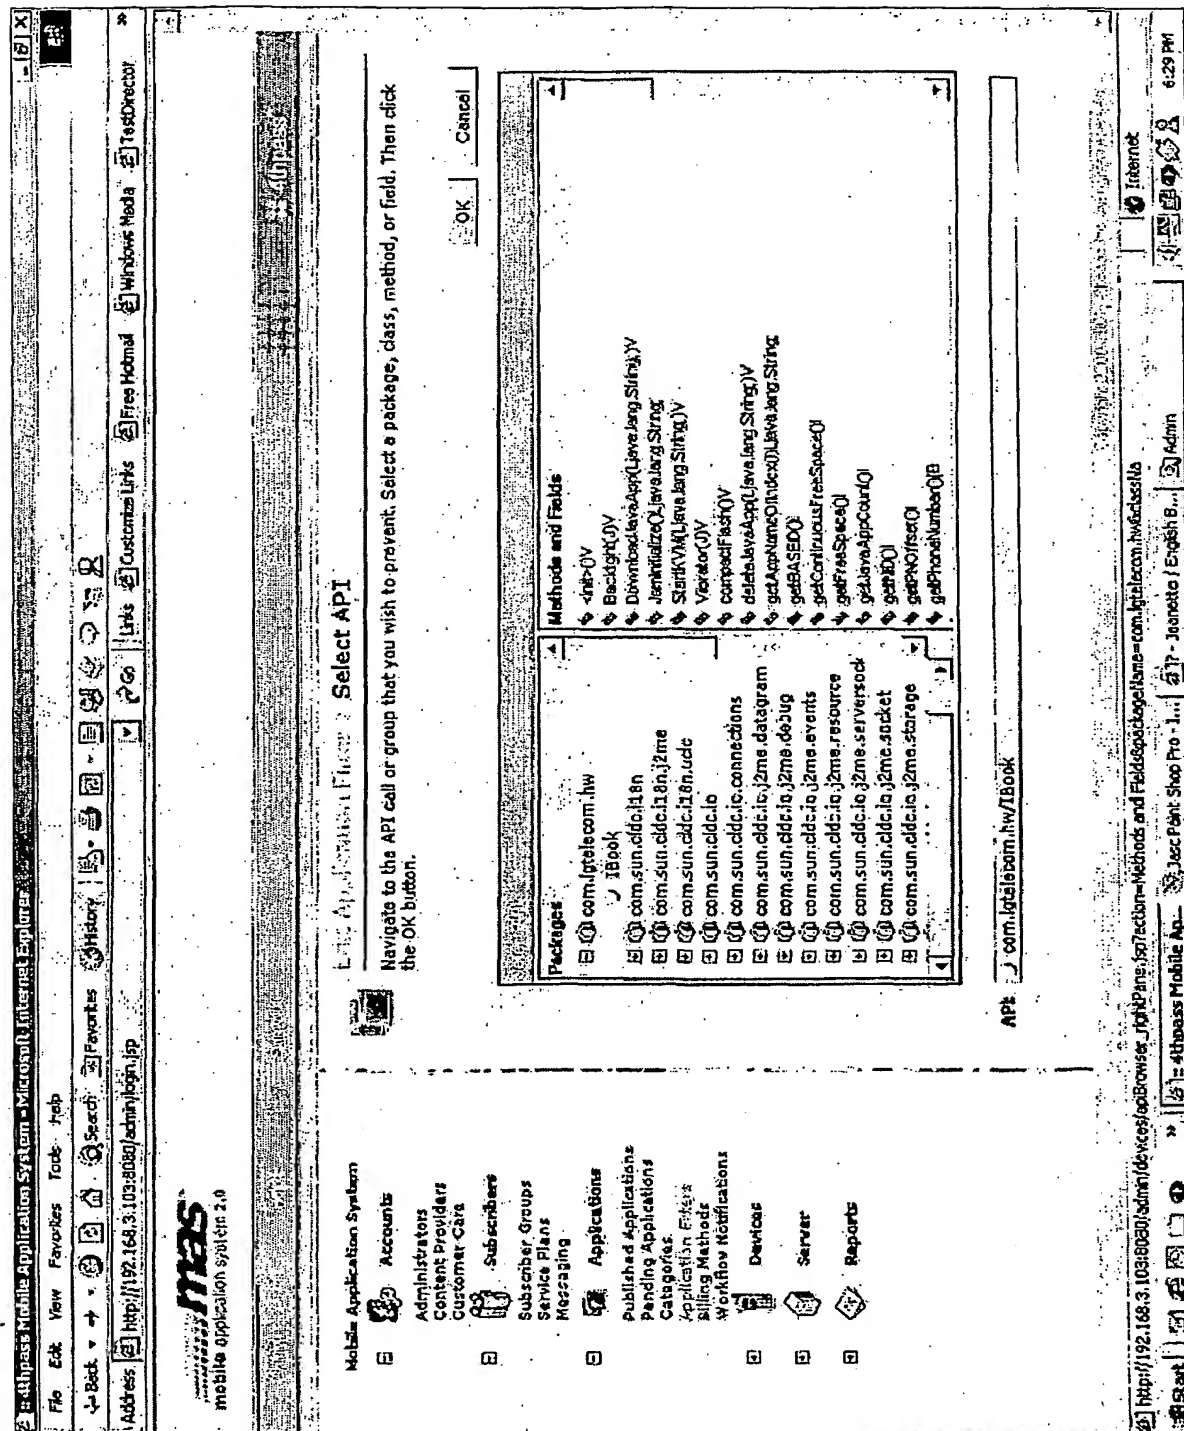 4thpass Mobile Application System - Microsoft Internet Explorer
File Edit View Favorites Tools Help
Back Search Favorites History
Address http://192.168.3.103:8080/admin/login.jsp Go Links Customize Links Free Hotmail Windows Media TestDirector
mas
mobile application system 2.0
4thpass
Mobile Application System
Accounts
Administrators
Content Providers
Customer Care
Subscribers
Subscriber Groups
Service Plans
Messaging
Applications
Published Applications
Pending Applications
Categories
Application Filters
Billing Methods
Workflow Notifications
Devices
Server
Reports
Select API
Navigate to the API call or group that you wish to prevent. Select a package, class, method, or field. Then click
the OK button.
OK Cancel
Packages
com.lgtelecom.hw
IBook
com.sun.cldc.i18n
com.sun.cldc.i18n.j2me
com.sun.cldc.i18n.uclc
com.sun.cldc.io
com.sun.cldc.io.connections
com.sun.cldc.io.j2me.datagram
com.sun.cldc.io.j2me.debug
com.sun.cldc.io.j2me.events
com.sun.cldc.io.j2me.resource
com.sun.cldc.io.j2me.serversock
com.sun.cldc.io.j2me.socket
com.sun.cldc.io.j2me.storage
Methods and Fields
<init>()V
Backlight(J)V
DownloadJavaApp(Ljava.lang.String;)V
JamInitialize()Ljava.lang.String;
StartKVM(Ljava.lang.String;)V
Vibrator(J)V
compactFlash()V
deleteJavaApp(Ljava.lang.String;)V
getAppNameOfIndex(I)Ljava.lang.String;
getBASEID()I
getContinuousFreeSpace()I
getFreeSpace()I
getJavaAppCount()I
getNID()I
getPNOffset()I
getPhoneNumber()[B
API: com.lgtelecom.hw/IBook
http://192.168.3.103:8080/admin/devices/apiBrowser_rightPane.jsp?action=Methods and Fields&packageName=com.lgtelecom.hw&classNa Internet
Start 4thpass Mobile Ap... Jasc Paint Shop Pro - I... English B... Admin 6:29 PM